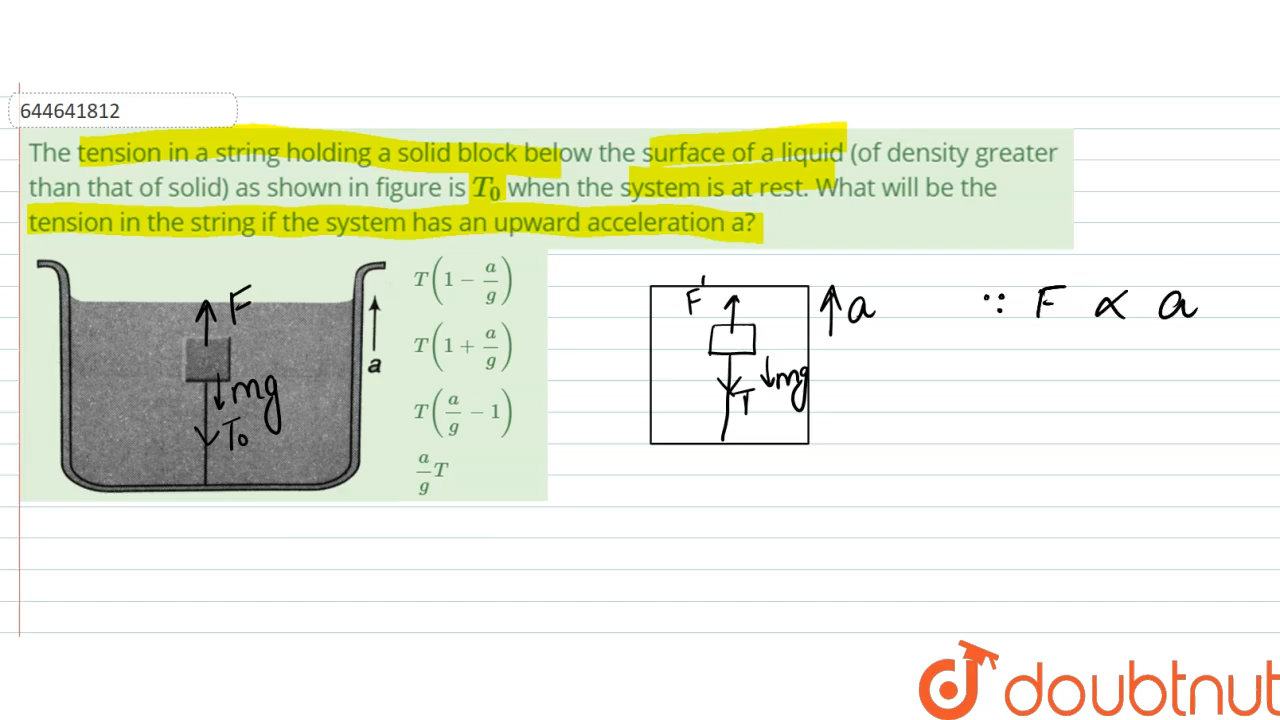 644641812
The tension in a string holding a solid block below the surface of a liquid (of density greater
than that of solid) as shown in figure is T₀ when the system is at rest. What will be the
tension in the string if the system has an upward acceleration a?
T(1 − a/g)
T(1 + a/g)
T(a/g − 1)
a/g T
F
mg
T₀
a
F'
mg
T
↑ a
∵ F ∝ a
doubtnut